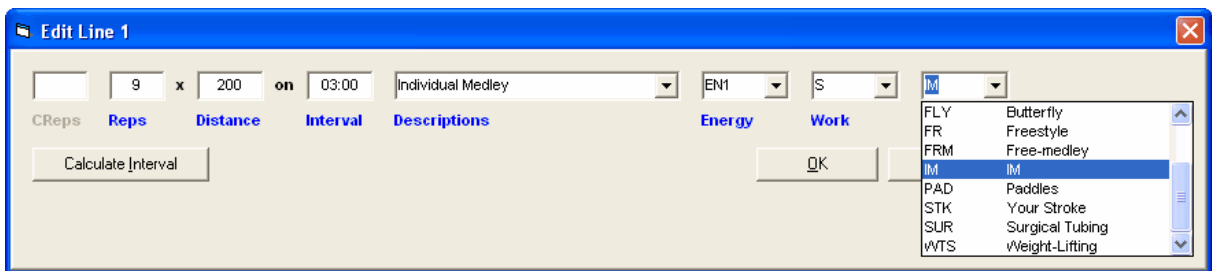 Edit Line 1
9 x 200 on 03:00 Individual Medley EN1 S IM
CReps Reps Distance Interval Descriptions Energy Work
Calculate Interval OK
FLY Butterfly
FR Freestyle
FRM Free-medley
IM IM
PAD Paddles
STK Your Stroke
SUR Surgical Tubing
WTS Weight-Lifting